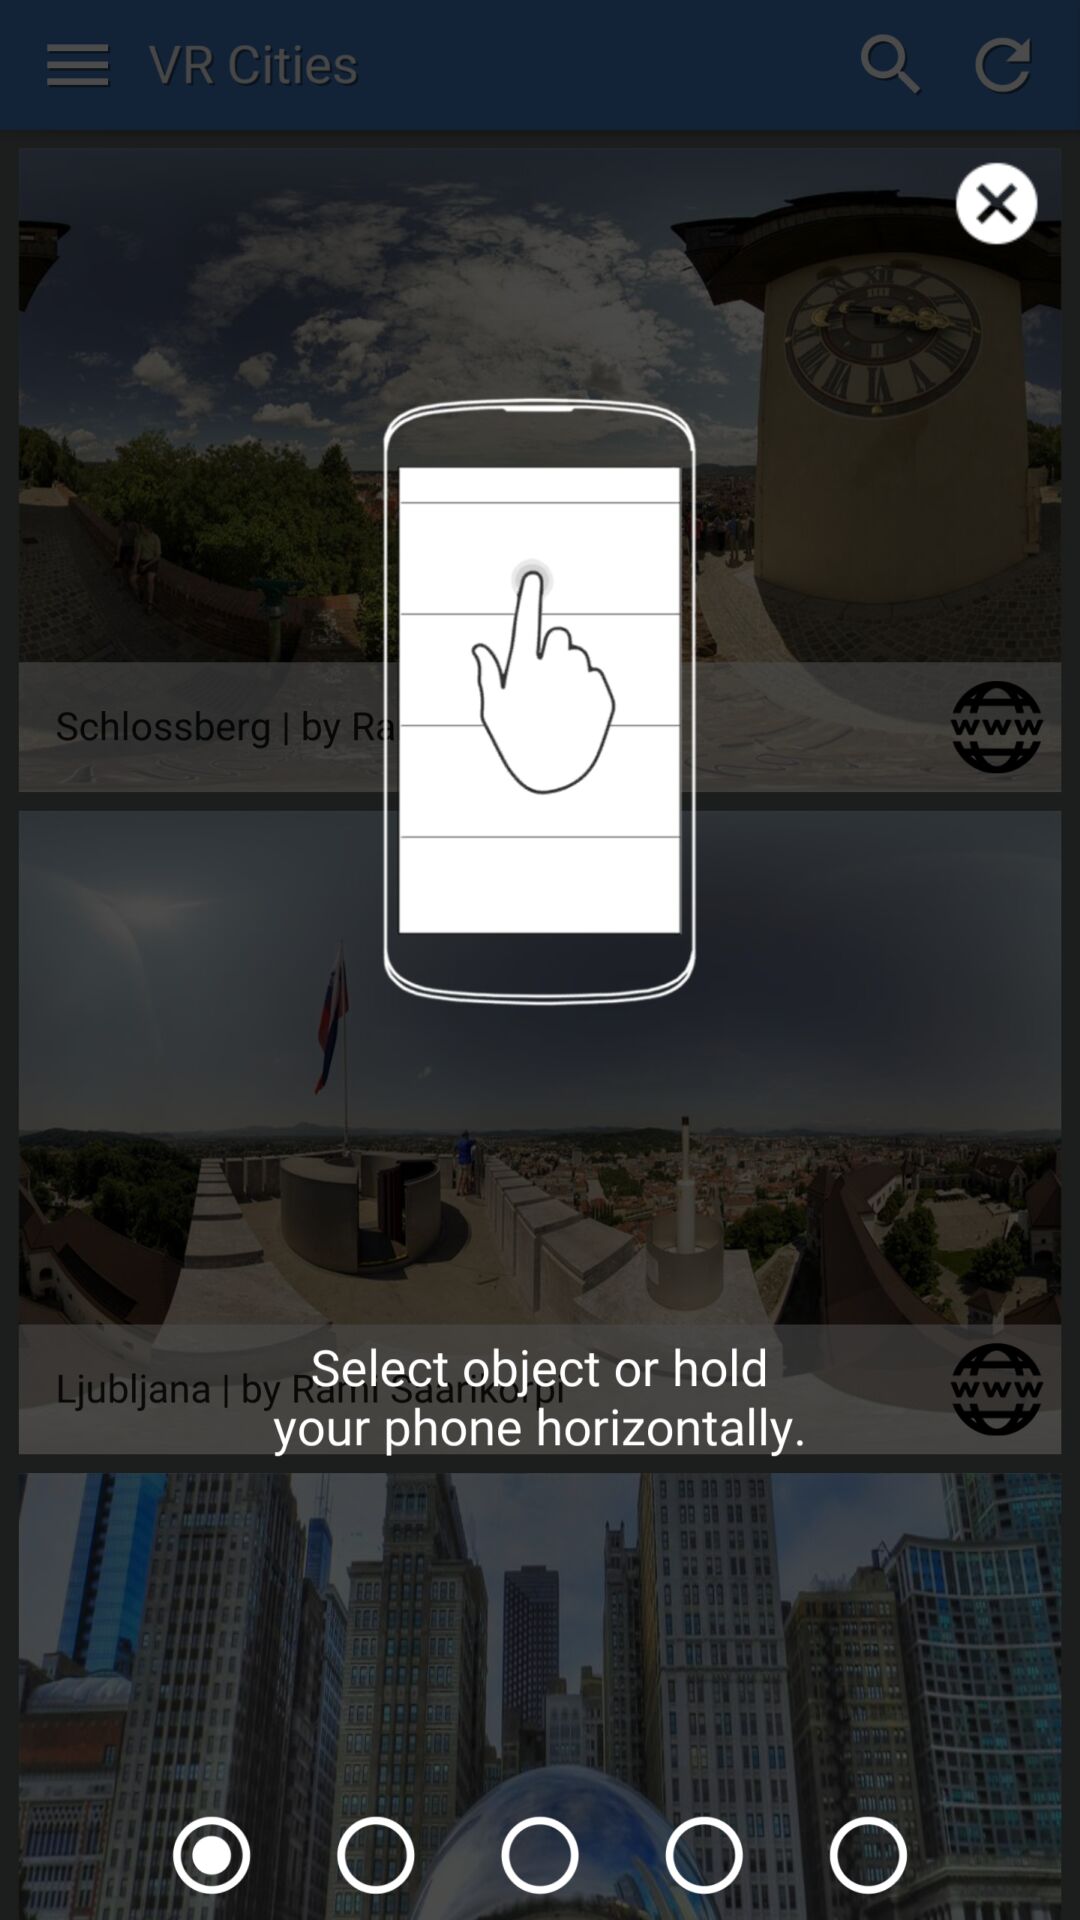 VR Cities
Schlossberg | by Ra
www
Ljubljana | by Rami Saarikorpi
www
Select object or hold
your phone horizontally.